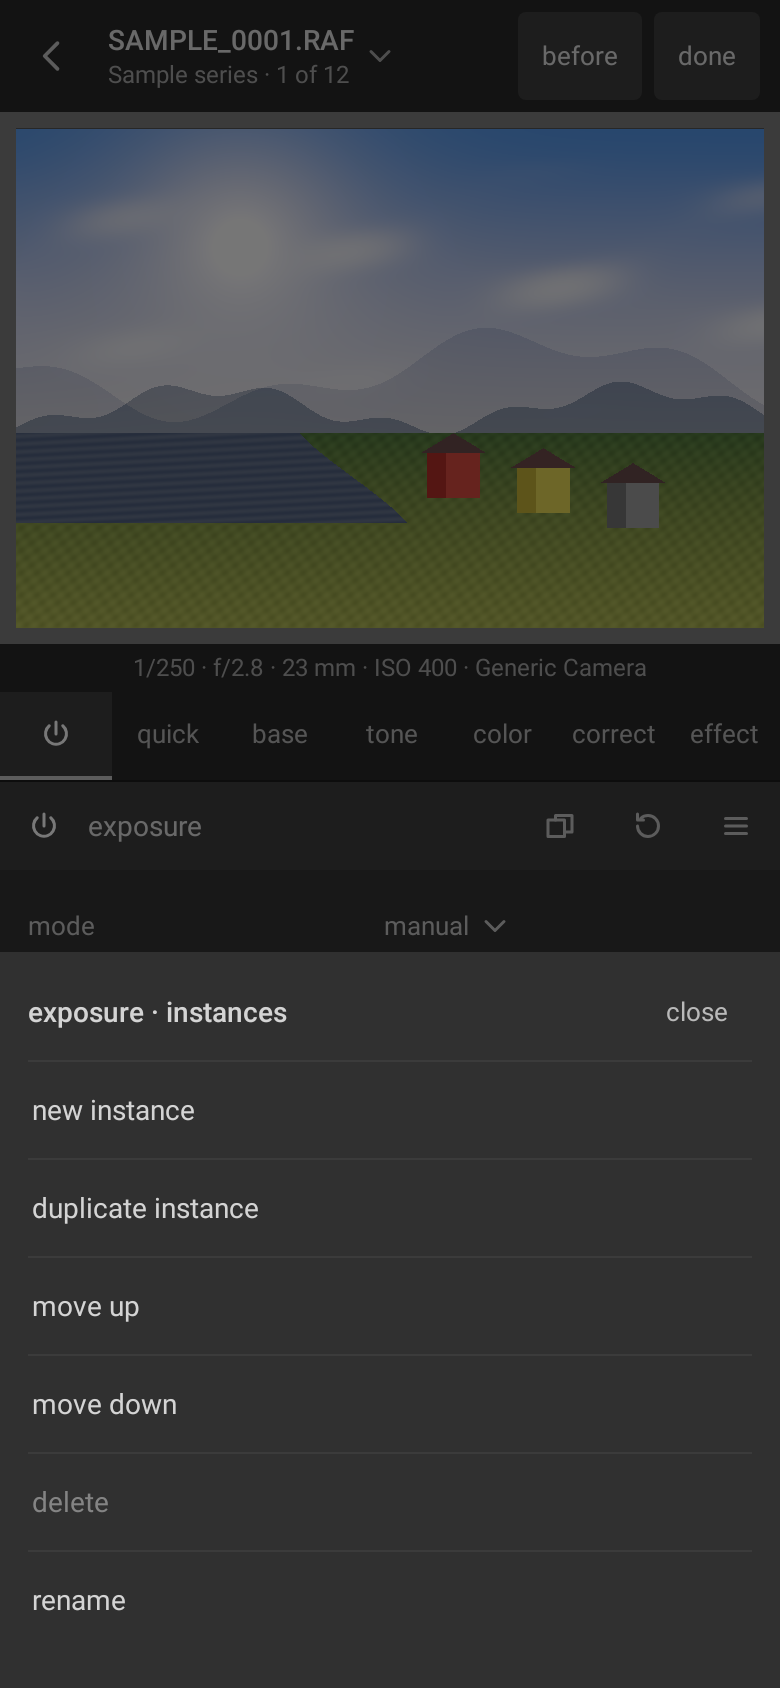 SAMPLE_0001.RAF
Sample series · 1 of 12
before
done
1/250 · f/2.8 · 23 mm · ISO 400 · Generic Camera
quick base tone color correct effect
exposure
mode manual
exposure · instances
close
new instance
duplicate instance
move up
move down
delete
rename